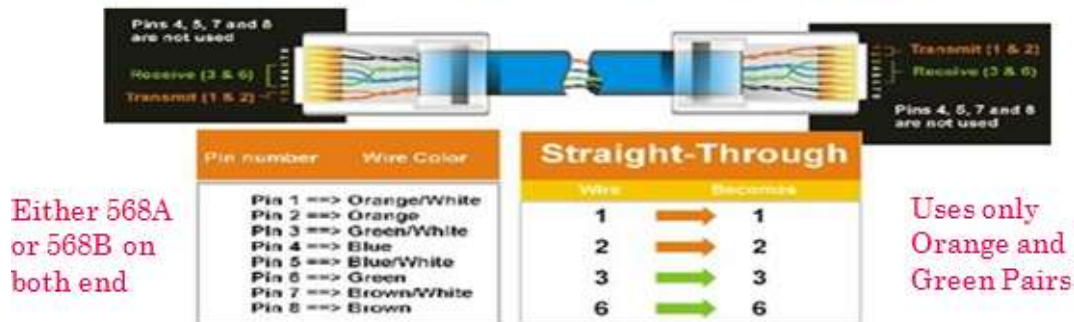 Pins 4, 5, 7 and 8
are not used
Receive (3 & 6)
Transmit (1 & 2)
Transmit (1 & 2)
Receive (3 & 6)
Pins 4, 5, 7 and 8
are not used
Either 568A
or 568B on
both end
Pin number Wire Color
Pin 1 ==> Orange/White
Pin 2 ==> Orange
Pin 3 ==> Green/White
Pin 4 ==> Blue
Pin 5 ==> Blue/White
Pin 6 ==> Green
Pin 7 ==> Brown/White
Pin 8 ==> Brown
Straight-Through
Wire Becomes
1 1
2 2
3 3
6 6
Uses only
Orange and
Green Pairs